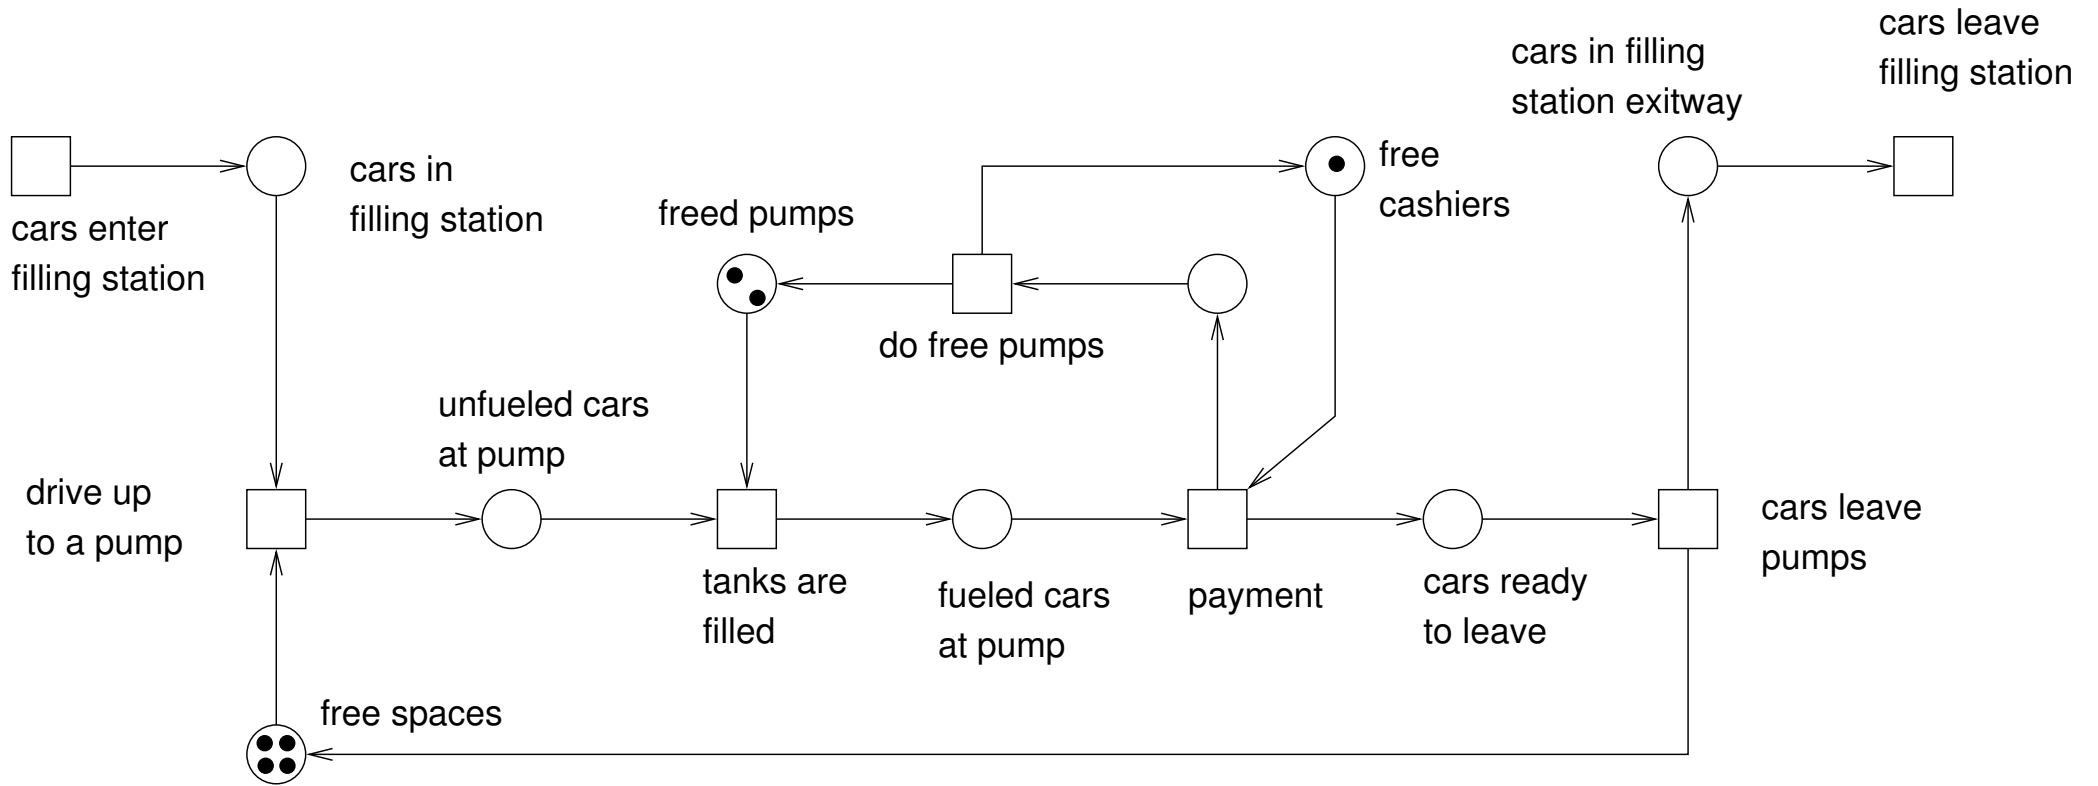 cars leave
filling station
cars in filling
station exitway
free
cashiers
cars in
filling station
freed pumps
cars enter
filling station
do free pumps
unfueled cars
at pump
drive up
to a pump
cars leave
pumps
tanks are
filled
fueled cars
at pump
payment
cars ready
to leave
free spaces